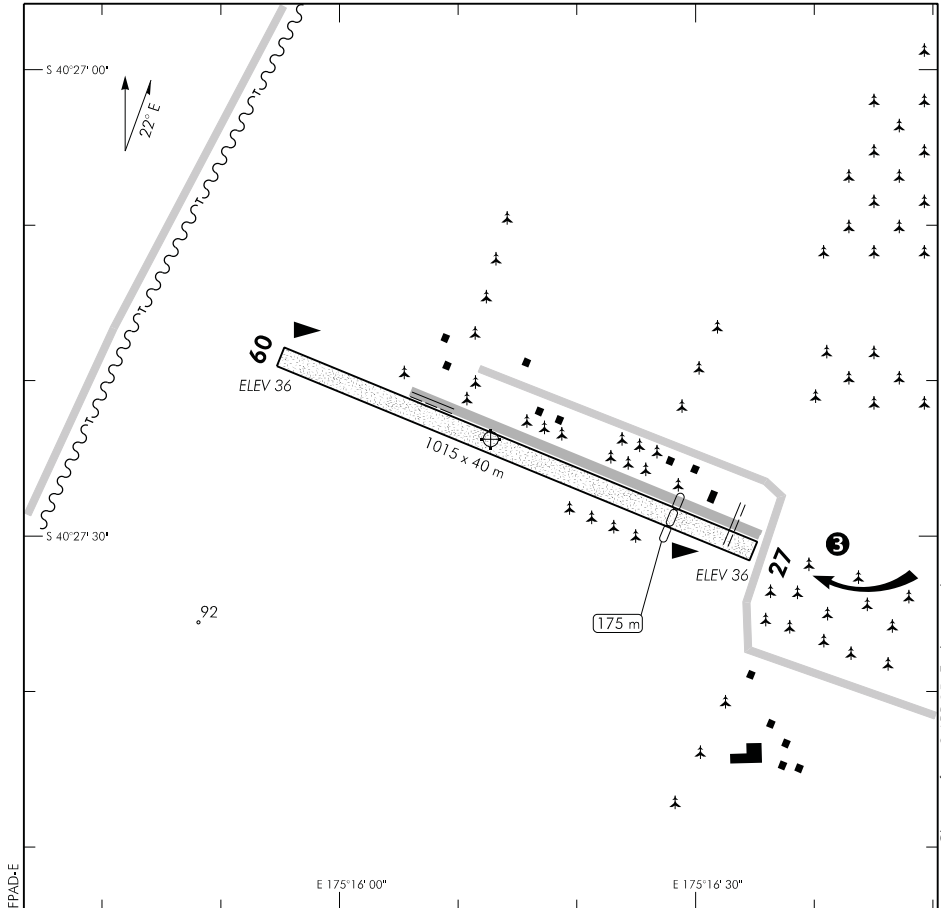 S 40°27' 00"
22° E
09
ELEV 36
1015 x 40 m
S 40°27' 30"
27
3
ELEV 36
92
175 m
E 175°16' 00"
E 175°16' 30"
FPAD-E